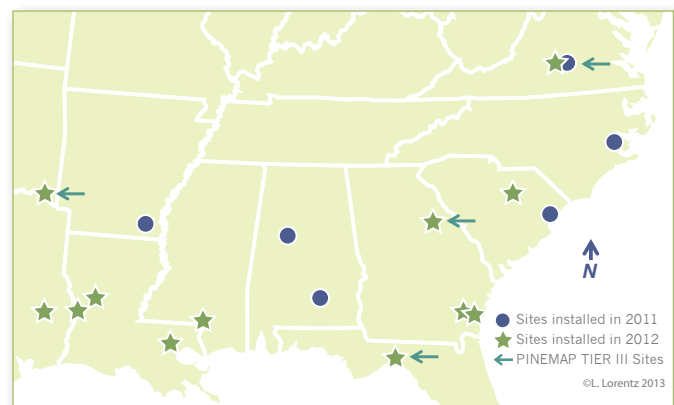 N
Sites installed in 2011
Sites installed in 2012
PINEMAP TIER III Sites
©L. Lorentz 2013